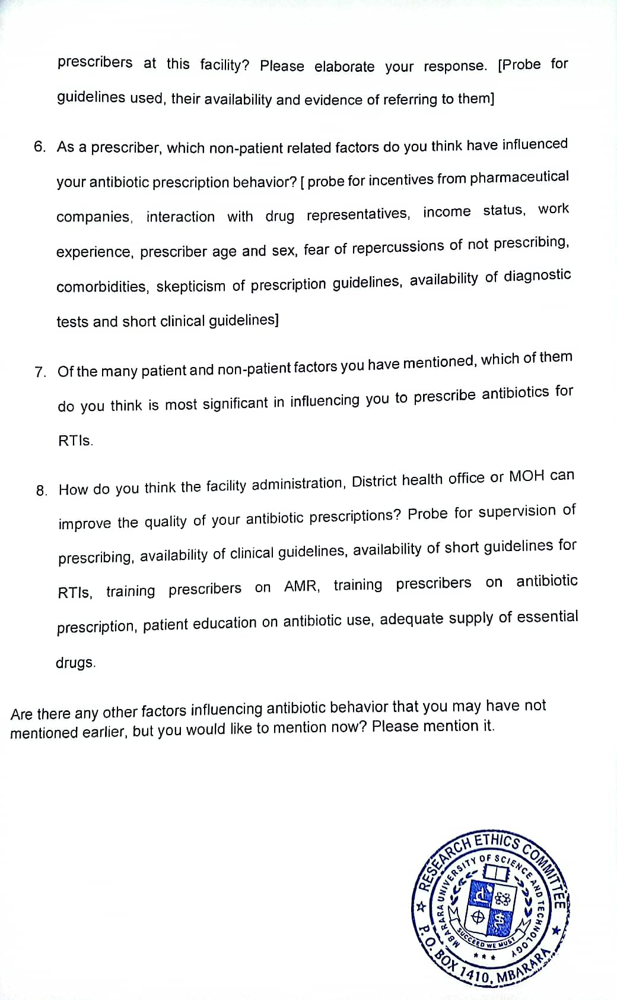 prescribers at this facility? Please elaborate your response. [Probe for
guidelines used, their availability and evidence of referring to them]
6. As a prescriber, which non-patient related factors do you think have influenced
your antibiotic prescription behavior? [ probe for incentives from pharmaceutical
companies, interaction with drug representatives, income status, work
experience, prescriber age and sex, fear of repercussions of not prescribing,
comorbidities, skepticism of prescription guidelines, availability of diagnostic
tests and short clinical guidelines]
7. Of the many patient and non-patient factors you have mentioned, which of them
do you think is most significant in influencing you to prescribe antibiotics for
RTIs.
8. How do you think the facility administration, District health office or MOH can
improve the quality of your antibiotic prescriptions? Probe for supervision of
prescribing, availability of clinical guidelines, availability of short guidelines for
RTIs, training prescribers on AMR, training prescribers on antibiotic
prescription, patient education on antibiotic use, adequate supply of essential
drugs.
Are there any other factors influencing antibiotic behavior that you may have not
mentioned earlier, but you would like to mention now? Please mention it.
RESEARCH ETHICS COMMITTEE
MBARARA UNIVERSITY OF SCIENCE AND TECHNOLOGY
SUCCEED WE MUST
P.O. BOX 1410, MBARARA